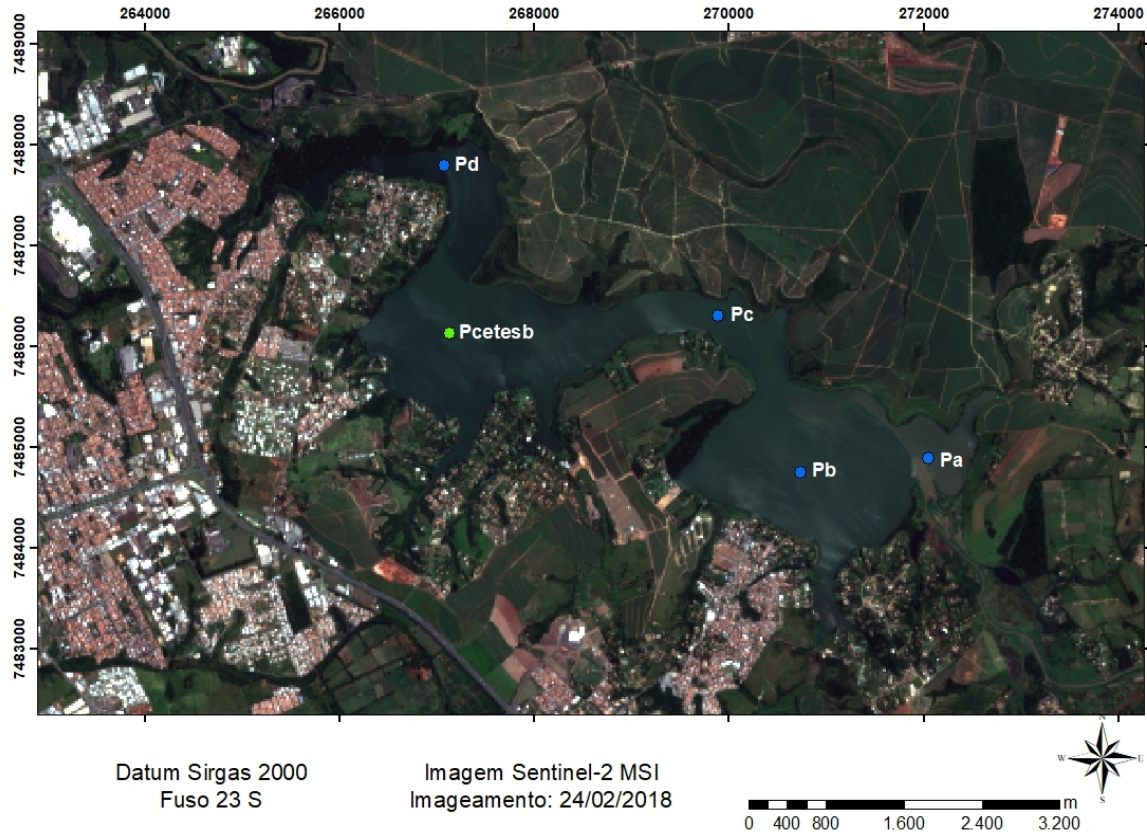 264000 266000 268000 270000 272000 274000
7489000
7488000
7487000
7486000
7485000
7484000
7483000
Pd
Pc
Pcetesb
Pa
Pb
Datum Sirgas 2000
Fuso 23 S
Imagem Sentinel-2 MSI
Imageamento: 24/02/2018
N
W E
S
m
0 400 800 1.600 2.400 3.200